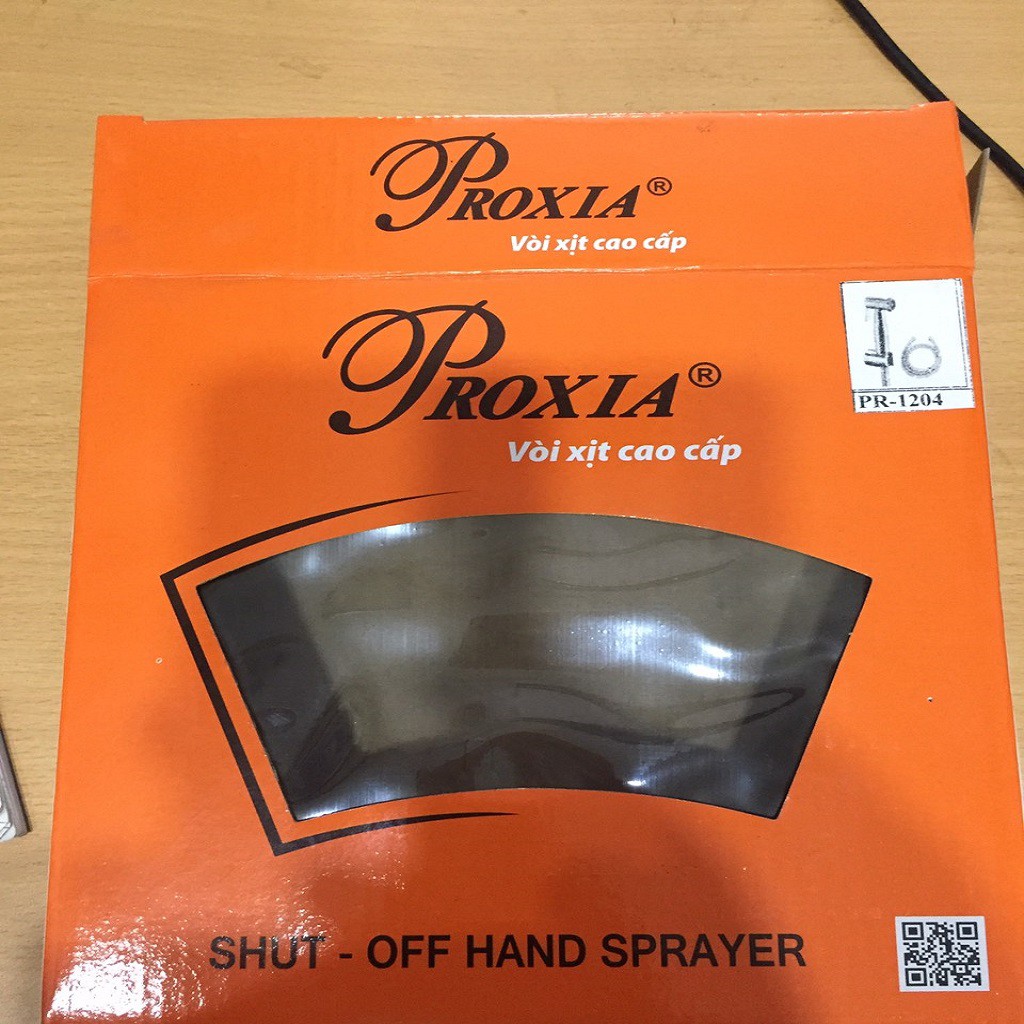 PROXIA®
Vòi xịt cao cấp
PROXIA®
Vòi xịt cao cấp
PR-1204
SHUT - OFF HAND SPRAYER